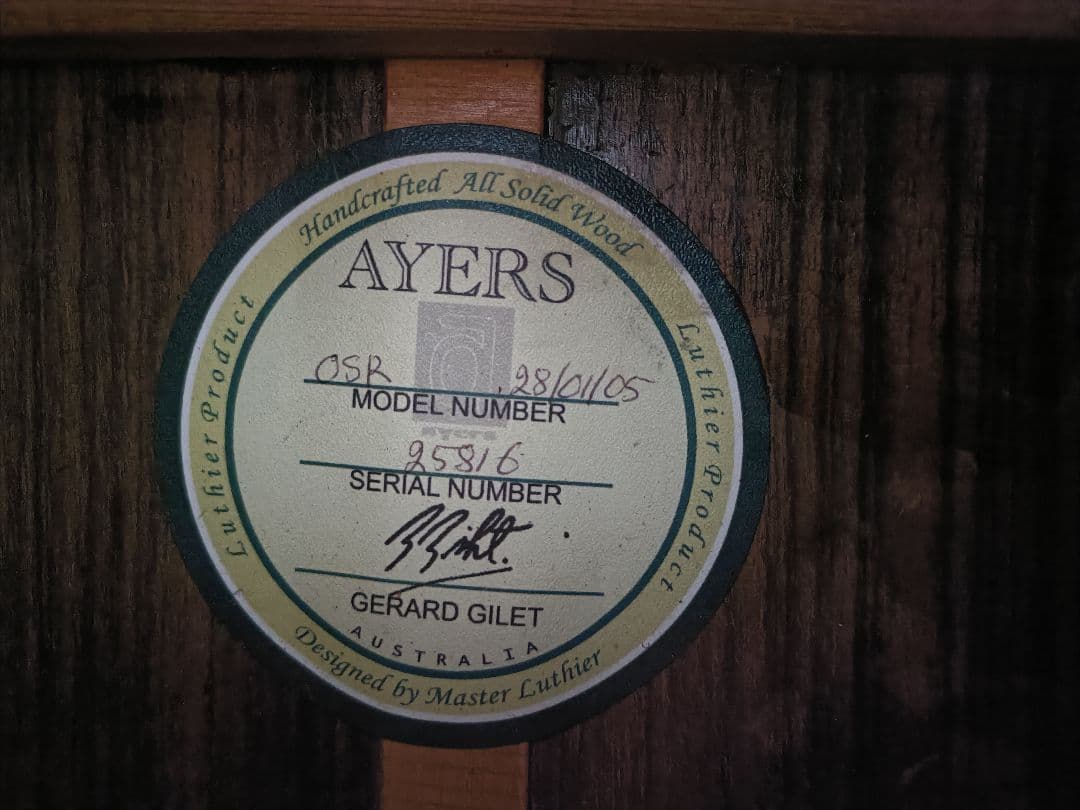 Handcrafted All Solid Wood
AYERS
a
Ayers
OSR . 28/01/05
MODEL NUMBER
25816
SERIAL NUMBER
GERARD GILET
AUSTRALIA
Designed by Master Luthier
Luthier Product
Luthier Product